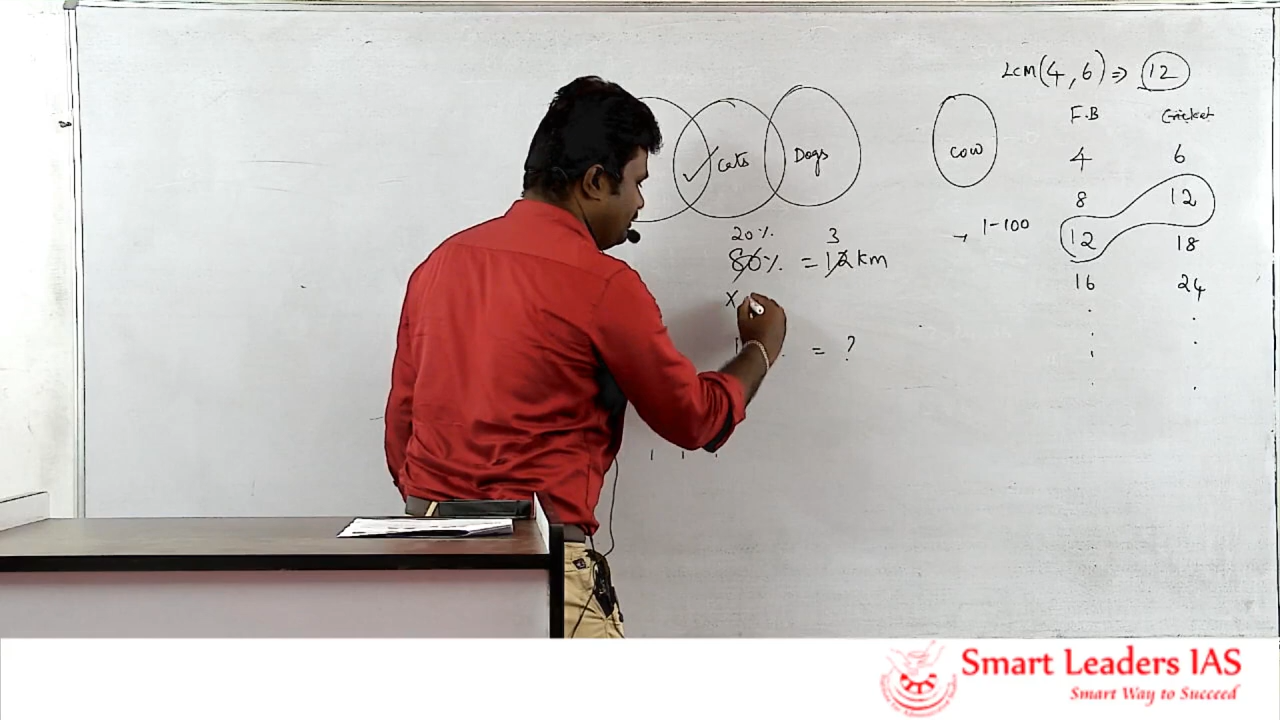 LCM(4,6) ⇒ 12
F.B Cricket
4 6
8 12
12 18
16 24
1-100
Cats Dogs Cow
20% 3
80% = 12 km
X
= ?
Smart Leaders IAS
Smart Way to Succeed